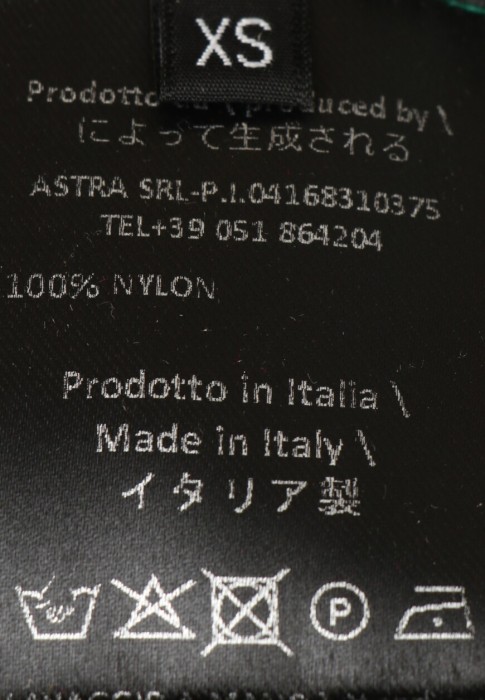 XS
Prodotto \ produced by \
によって生成される
ASTRA SRL-P.I.04168310375
TEL+39 051 864204
100% NYLON
Prodotto in Italia \
Made in Italy \
イタリア製
P